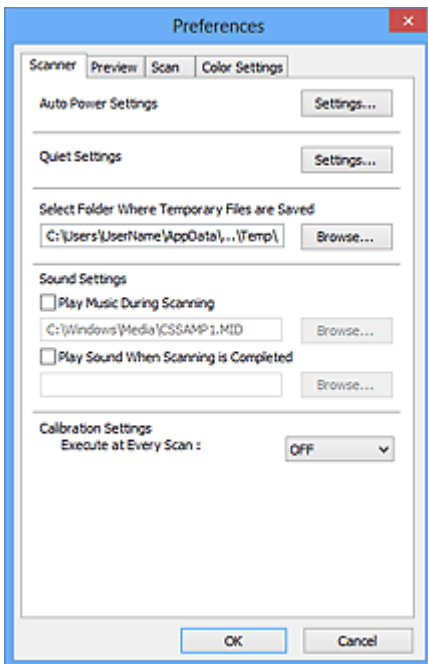 Preferences
Scanner Preview Scan Color Settings
Auto Power Settings Settings...
Quiet Settings Settings...
Select Folder Where Temporary Files are Saved
C:\Users\UserName\AppData\...\Temp\ Browse...
Sound Settings
Play Music During Scanning
C:\Windows\Media\CSSAMP1.MID Browse...
Play Sound When Scanning is Completed
Browse...
Calibration Settings
Execute at Every Scan : OFF
OK Cancel